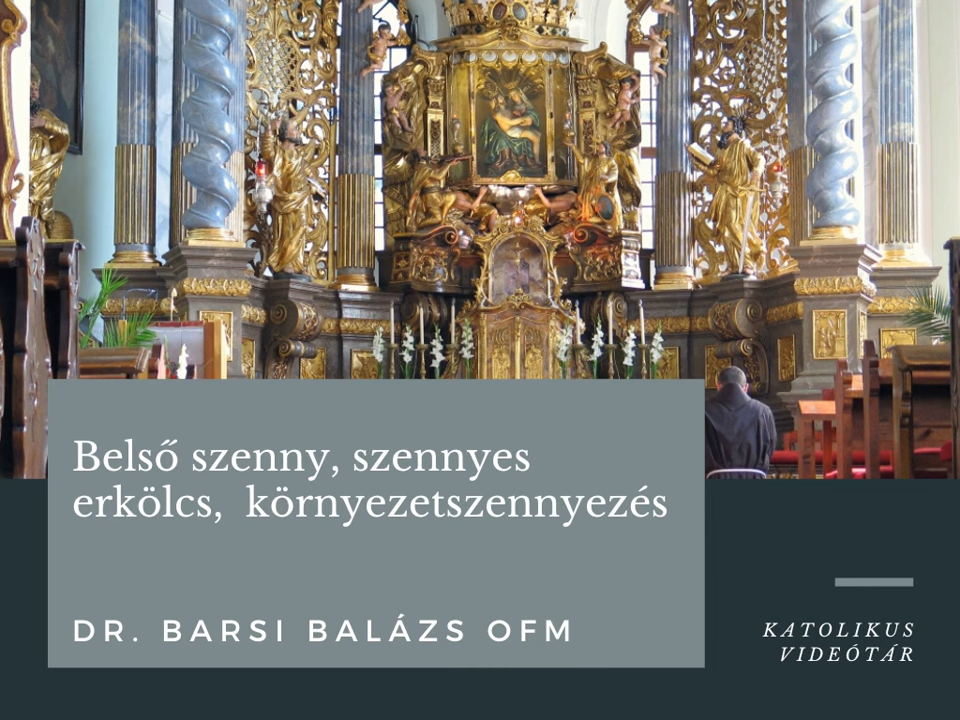 Belső szenny, szennyes
erkölcs, környezetszennyezés
DR. BARSI BALÁZS OFM
KATOLIKUS
VIDEÓTÁR